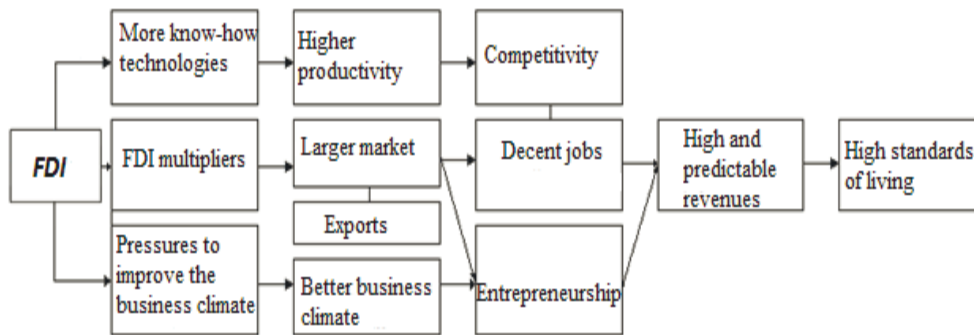 More know-how
technologies
Higher
productivity
Competitivity
FDI
FDI multipliers
Larger market
Decent jobs
High and
predictable
revenues
High standards
of living
Exports
Pressures to
improve the
business climate
Better business
climate
Entrepreneurship